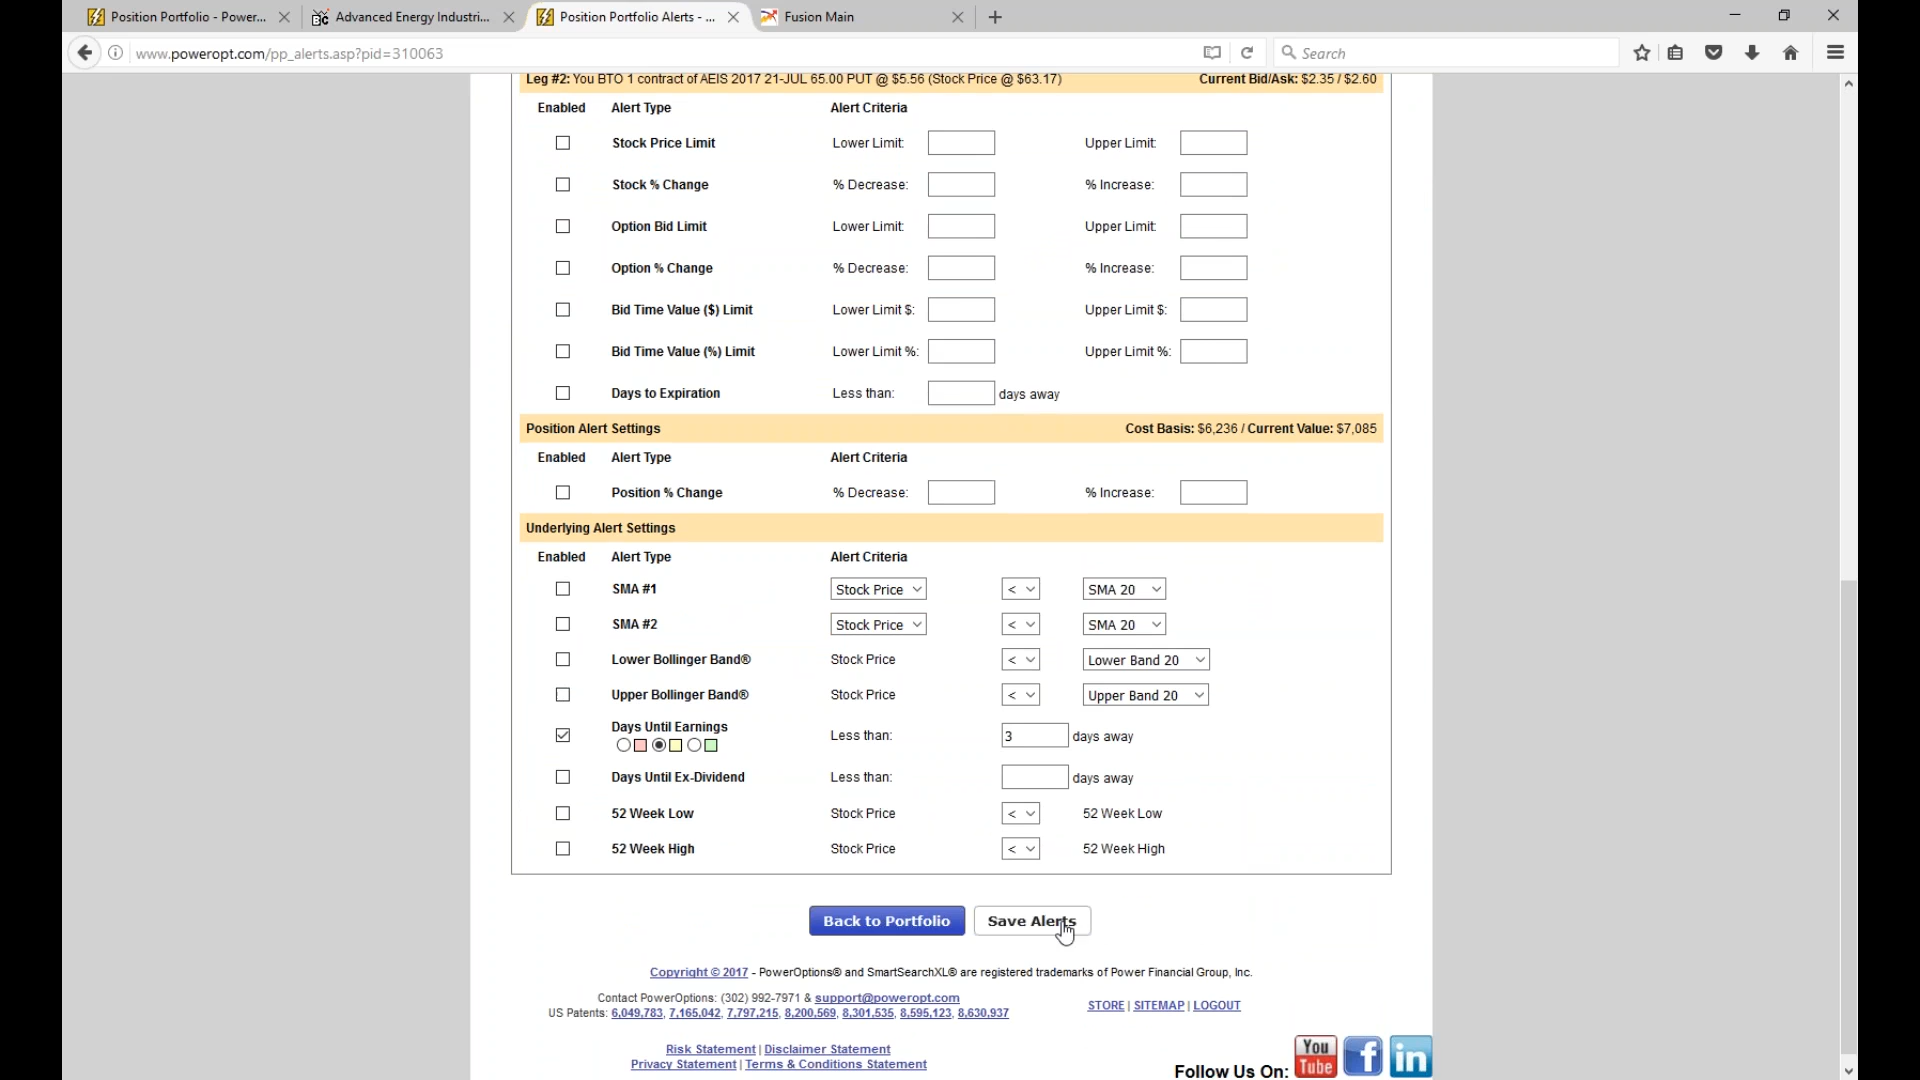 Position Portfolio - Power...
Advanced Energy Industri...
Position Portfolio Alerts - ...
Fusion Main
www.poweropt.com/pp_alerts.asp?pid=310063
Search
Leg #2: You BTO 1 contract of AEIS 2017 21-JUL 65.00 PUT @ $5.56 (Stock Price @ $63.17) Current Bid/Ask: $2.35 / $2.60
Enabled Alert Type Alert Criteria
Stock Price Limit Lower Limit: Upper Limit:
Stock % Change % Decrease: % Increase:
Option Bid Limit Lower Limit: Upper Limit:
Option % Change % Decrease: % Increase:
Bid Time Value ($) Limit Lower Limit $: Upper Limit $:
Bid Time Value (%) Limit Lower Limit %: Upper Limit %:
Days to Expiration Less than: days away
Position Alert Settings Cost Basis: $6,236 / Current Value: $7,085
Enabled Alert Type Alert Criteria
Position % Change % Decrease: % Increase:
Underlying Alert Settings
Enabled Alert Type Alert Criteria
SMA #1 Stock Price < SMA 20
SMA #2 Stock Price < SMA 20
Lower Bollinger Band® Stock Price < Lower Band 20
Upper Bollinger Band® Stock Price < Upper Band 20
Days Until Earnings Less than: 3 days away
Days Until Ex-Dividend Less than: days away
52 Week Low Stock Price < 52 Week Low
52 Week High Stock Price < 52 Week High
Back to Portfolio Save Alerts
Copyright © 2017 - PowerOptions® and SmartSearchXL® are registered trademarks of Power Financial Group, Inc.
Contact PowerOptions: (302) 992-7971 & support@poweropt.com
US Patents: 6,049,783, 7,165,042, 7,797,215, 8,200,569, 8,301,535, 8,595,123, 8,630,937
STORE | SITEMAP | LOGOUT
Risk Statement | Disclaimer Statement
Privacy Statement | Terms & Conditions Statement
Follow Us On: You Tube f in